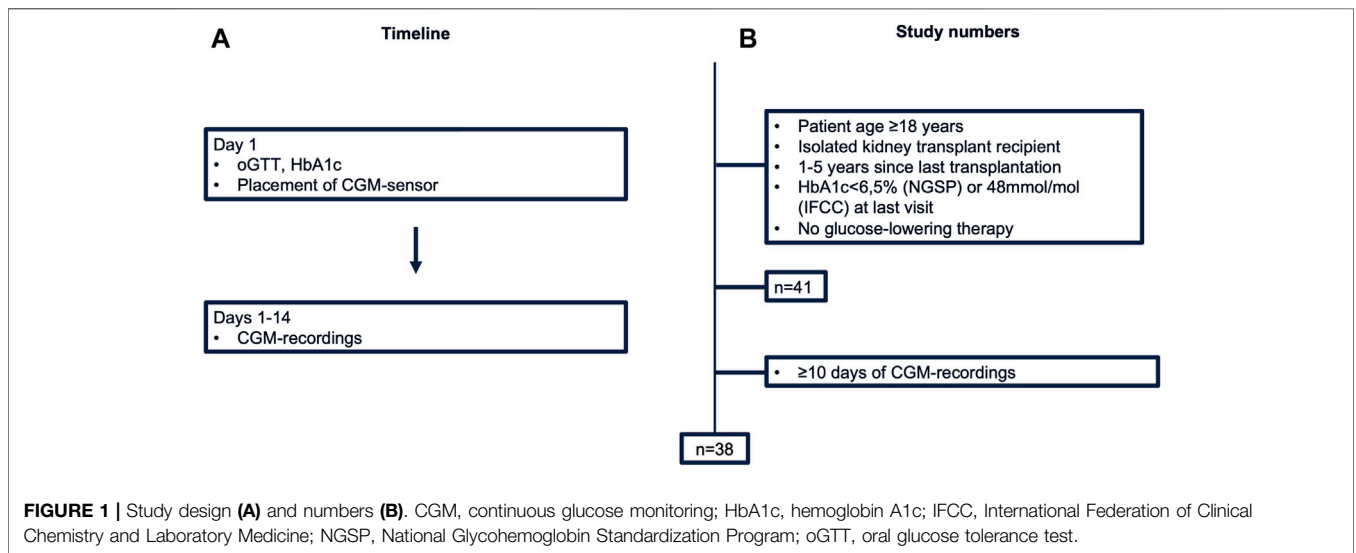 A
Timeline
Day 1
• oGTT, HbA1c
• Placement of CGM-sensor
Days 1-14
• CGM-recordings
B
Study numbers
• Patient age ≥18 years
• Isolated kidney transplant recipient
• 1-5 years since last transplantation
• HbA1c<6,5% (NGSP) or 48mmol/mol
(IFCC) at last visit
• No glucose-lowering therapy
n=41
• ≥10 days of CGM-recordings
n=38
FIGURE 1 | Study design (A) and numbers (B). CGM, continuous glucose monitoring; HbA1c, hemoglobin A1c; IFCC, International Federation of Clinical
Chemistry and Laboratory Medicine; NGSP, National Glycohemoglobin Standardization Program; oGTT, oral glucose tolerance test.